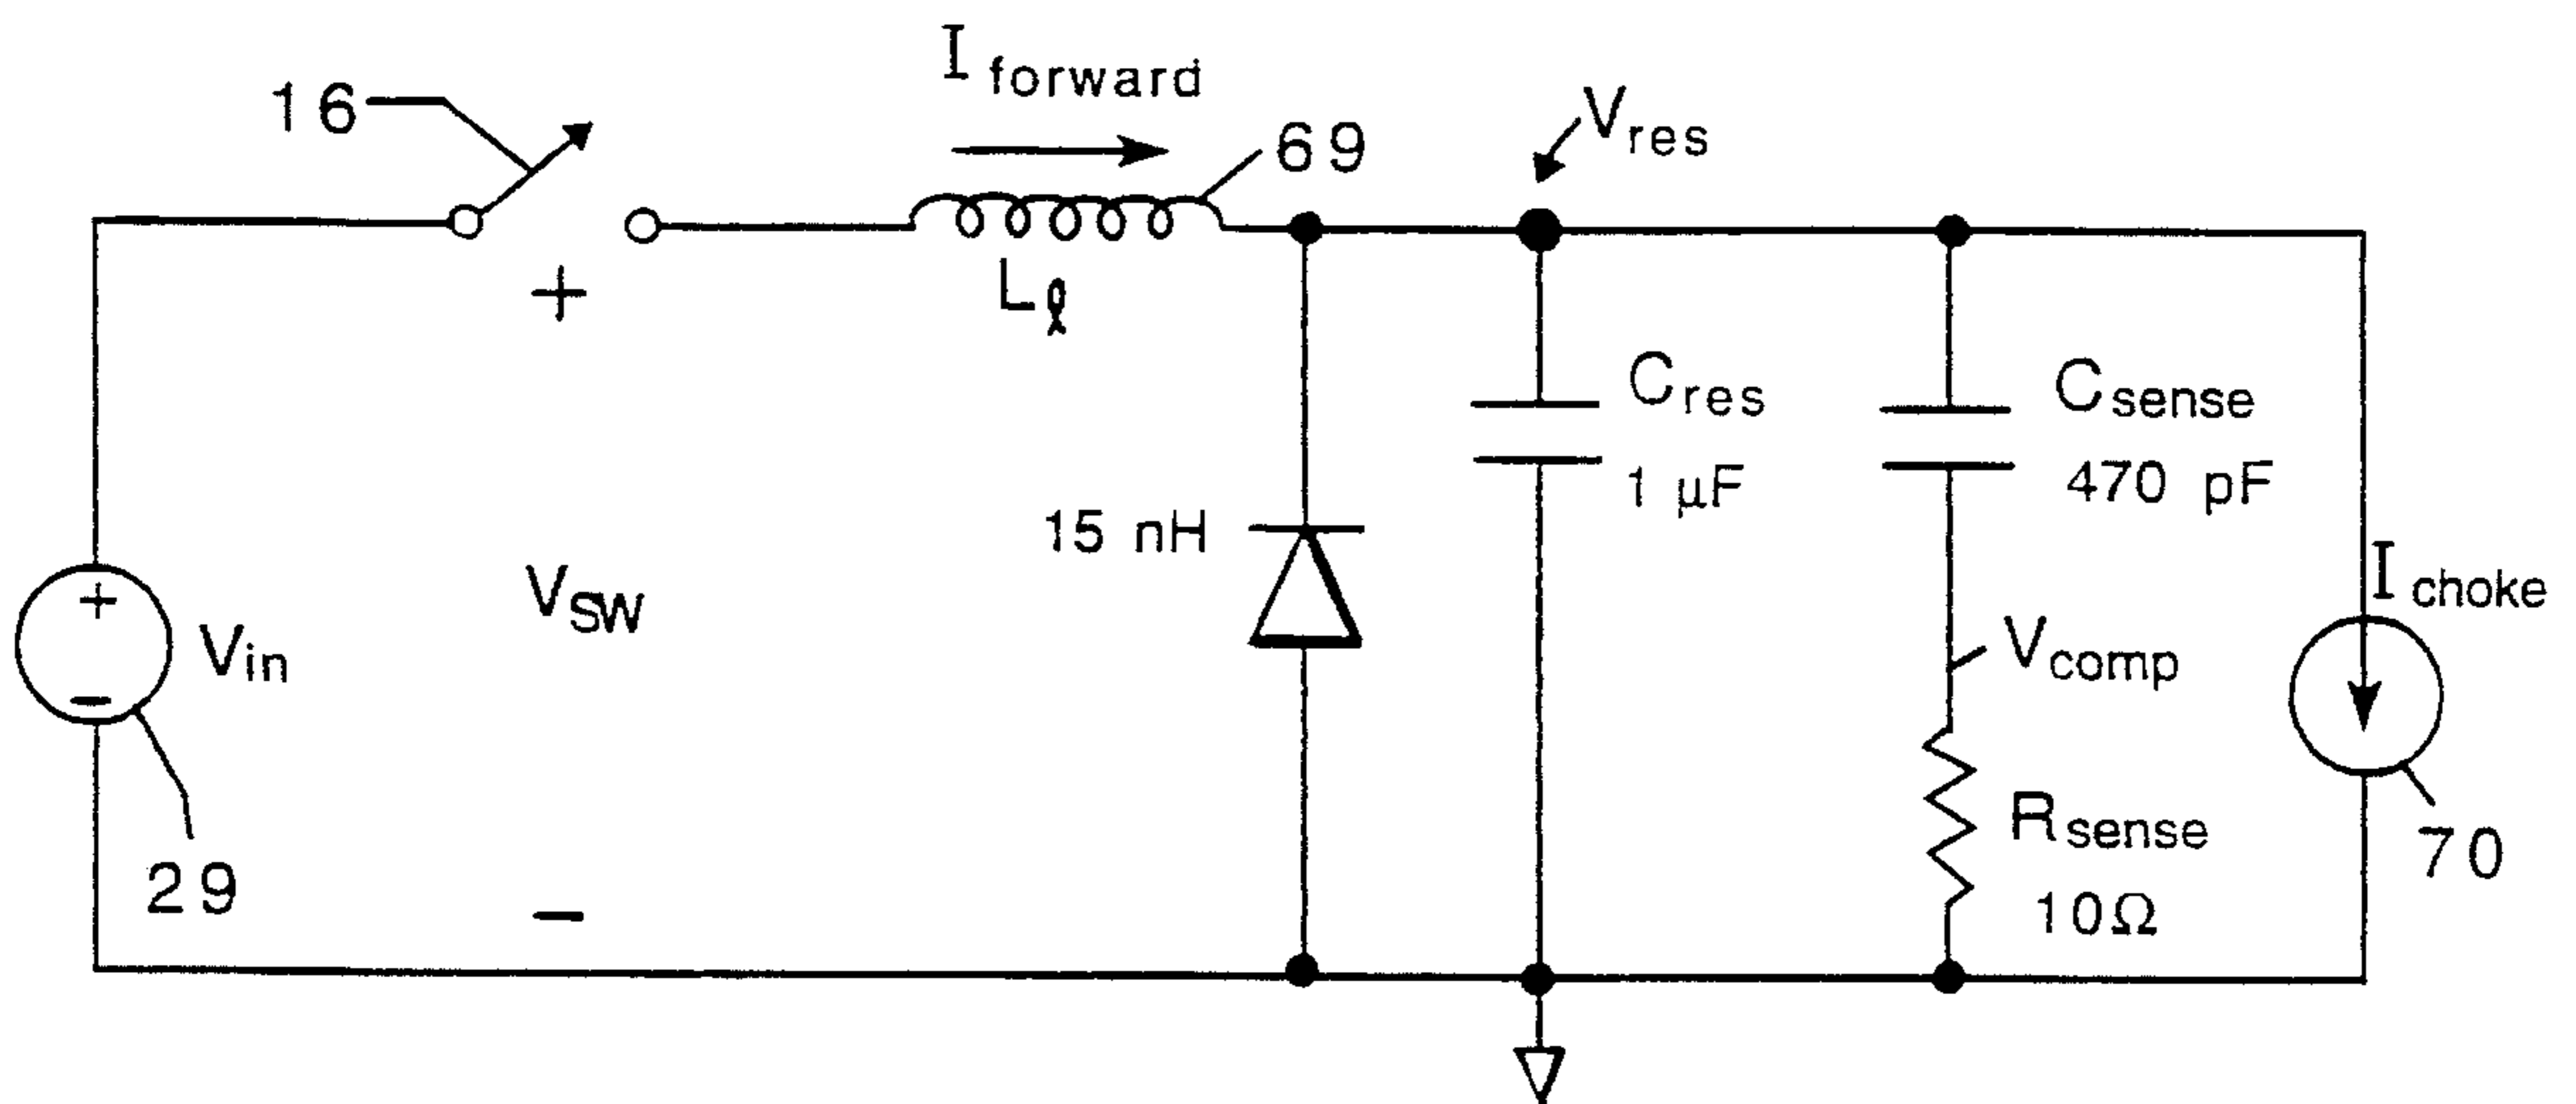 I forward
16
69
Vres
Lℓ
+
Cres
1 µF
Csense
470 pF
15 nH
Ichoke
+
−
Vin
VSW
Vcomp
Rsense
10Ω
29
70
−